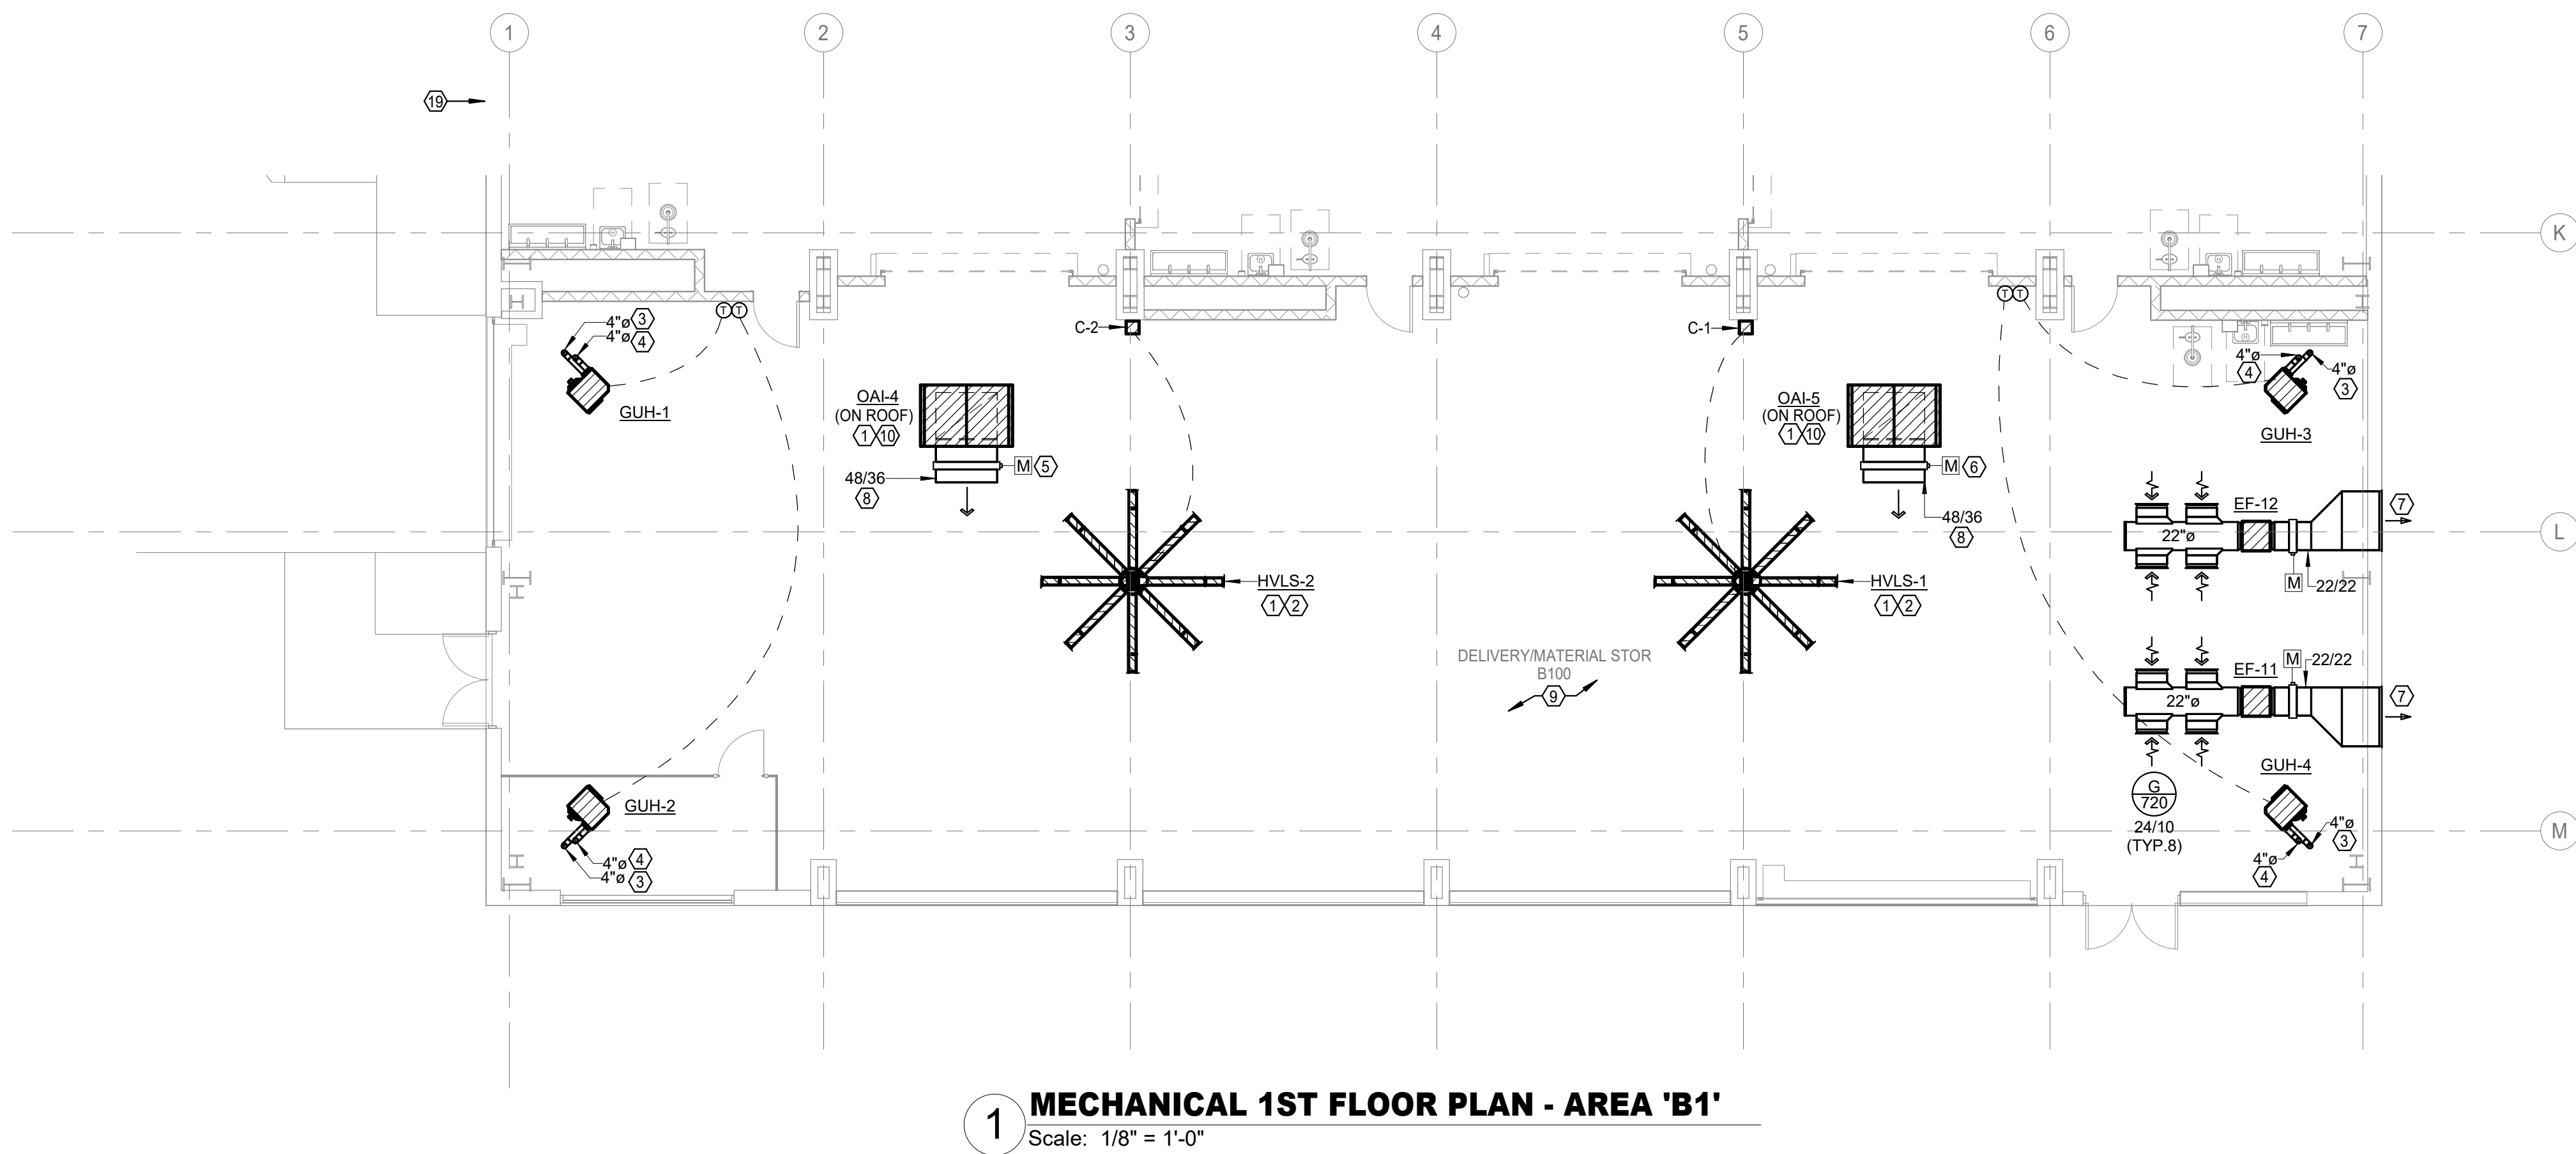 1 2 3 4 5 6 7
19
K
T T
T T
4"ø 3
4"ø 4
C-2
C-1
4"ø
4
4"ø
3
GUH-1
OAI-4
(ON ROOF)
1 10
OAI-5
(ON ROOF)
1 10
GUH-3
M 5
48/36
8
M 6
48/36
8
EF-12
7
22"ø
L
M
22/22
HVLS-2
1 2
HVLS-1
1 2
DELIVERY/MATERIAL STOR
B100
9
M
22/22
EF-11
7
22"ø
GUH-4
GUH-2
G
720
24/10
(TYP.8)
4"ø
3
4"ø
4
M
4"ø 4
4"ø 3
1
MECHANICAL 1ST FLOOR PLAN - AREA 'B1'
Scale: 1/8" = 1'-0"